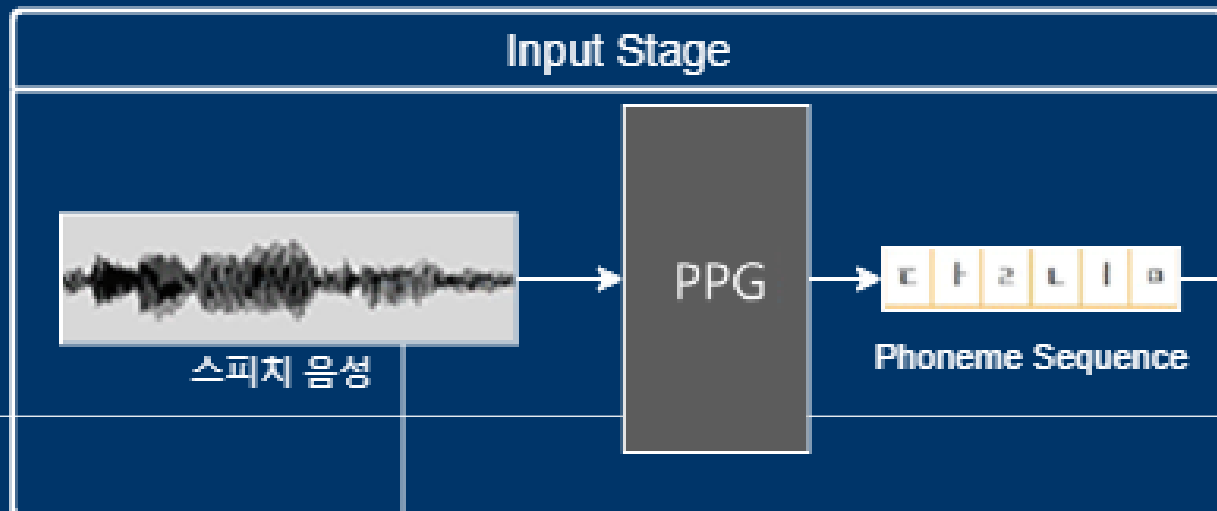 Input Stage
PPG
ㄷ ㅏ ㄹ ㄴ ㅣ ㅁ
스피치 음성
Phoneme Sequence